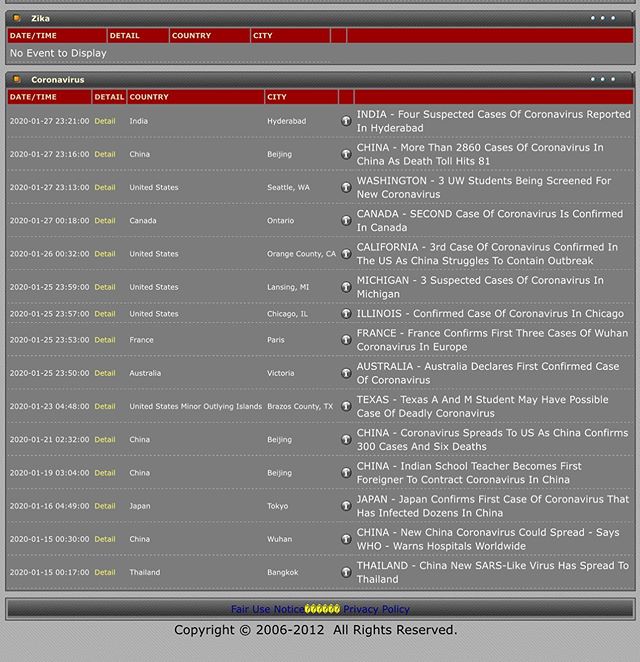 Zika
DATE/TIME DETAIL COUNTRY CITY
No Event to Display
Coronavirus
DATE/TIME DETAIL COUNTRY CITY
2020-01-27 23:21:00 Detail India Hyderabad INDIA - Four Suspected Cases Of Coronavirus Reported
In Hyderabad
2020-01-27 23:16:00 Detail China Beijing CHINA - More Than 2860 Cases Of Coronavirus In
China As Death Toll Hits 81
2020-01-27 23:13:00 Detail United States Seattle, WA WASHINGTON - 3 UW Students Being Screened For
New Coronavirus
2020-01-27 00:18:00 Detail Canada Ontario CANADA - SECOND Case Of Coronavirus Is Confirmed
In Canada
2020-01-26 00:32:00 Detail United States Orange County, CA CALIFORNIA - 3rd Case Of Coronavirus Confirmed In
The US As China Struggles To Contain Outbreak
2020-01-25 23:59:00 Detail United States Lansing, MI MICHIGAN - 3 Suspected Cases Of Coronavirus In
Michigan
2020-01-25 23:57:00 Detail United States Chicago, IL ILLINOIS - Confirmed Case Of Coronavirus In Chicago
2020-01-25 23:53:00 Detail France Paris FRANCE - France Confirms First Three Cases Of Wuhan
Coronavirus In Europe
2020-01-25 23:50:00 Detail Australia Victoria AUSTRALIA - Australia Declares First Confirmed Case
Of Coronavirus
2020-01-23 04:48:00 Detail United States Minor Outlying Islands Brazos County, TX TEXAS - Texas A And M Student May Have Possible
Case Of Deadly Coronavirus
2020-01-21 02:32:00 Detail China Beijing CHINA - Coronavirus Spreads To US As China Confirms
300 Cases And Six Deaths
2020-01-19 03:04:00 Detail China Beijing CHINA - Indian School Teacher Becomes First
Foreigner To Contract Coronavirus In China
2020-01-16 04:49:00 Detail Japan Tokyo JAPAN - Japan Confirms First Case Of Coronavirus That
Has Infected Dozens In China
2020-01-15 00:30:00 Detail China Wuhan CHINA - New China Coronavirus Could Spread - Says
WHO - Warns Hospitals Worldwide
2020-01-15 00:17:00 Detail Thailand Bangkok THAILAND - China New SARS-Like Virus Has Spread To
Thailand
Fair Use Notice������ Privacy Policy
Copyright © 2006-2012 All Rights Reserved.